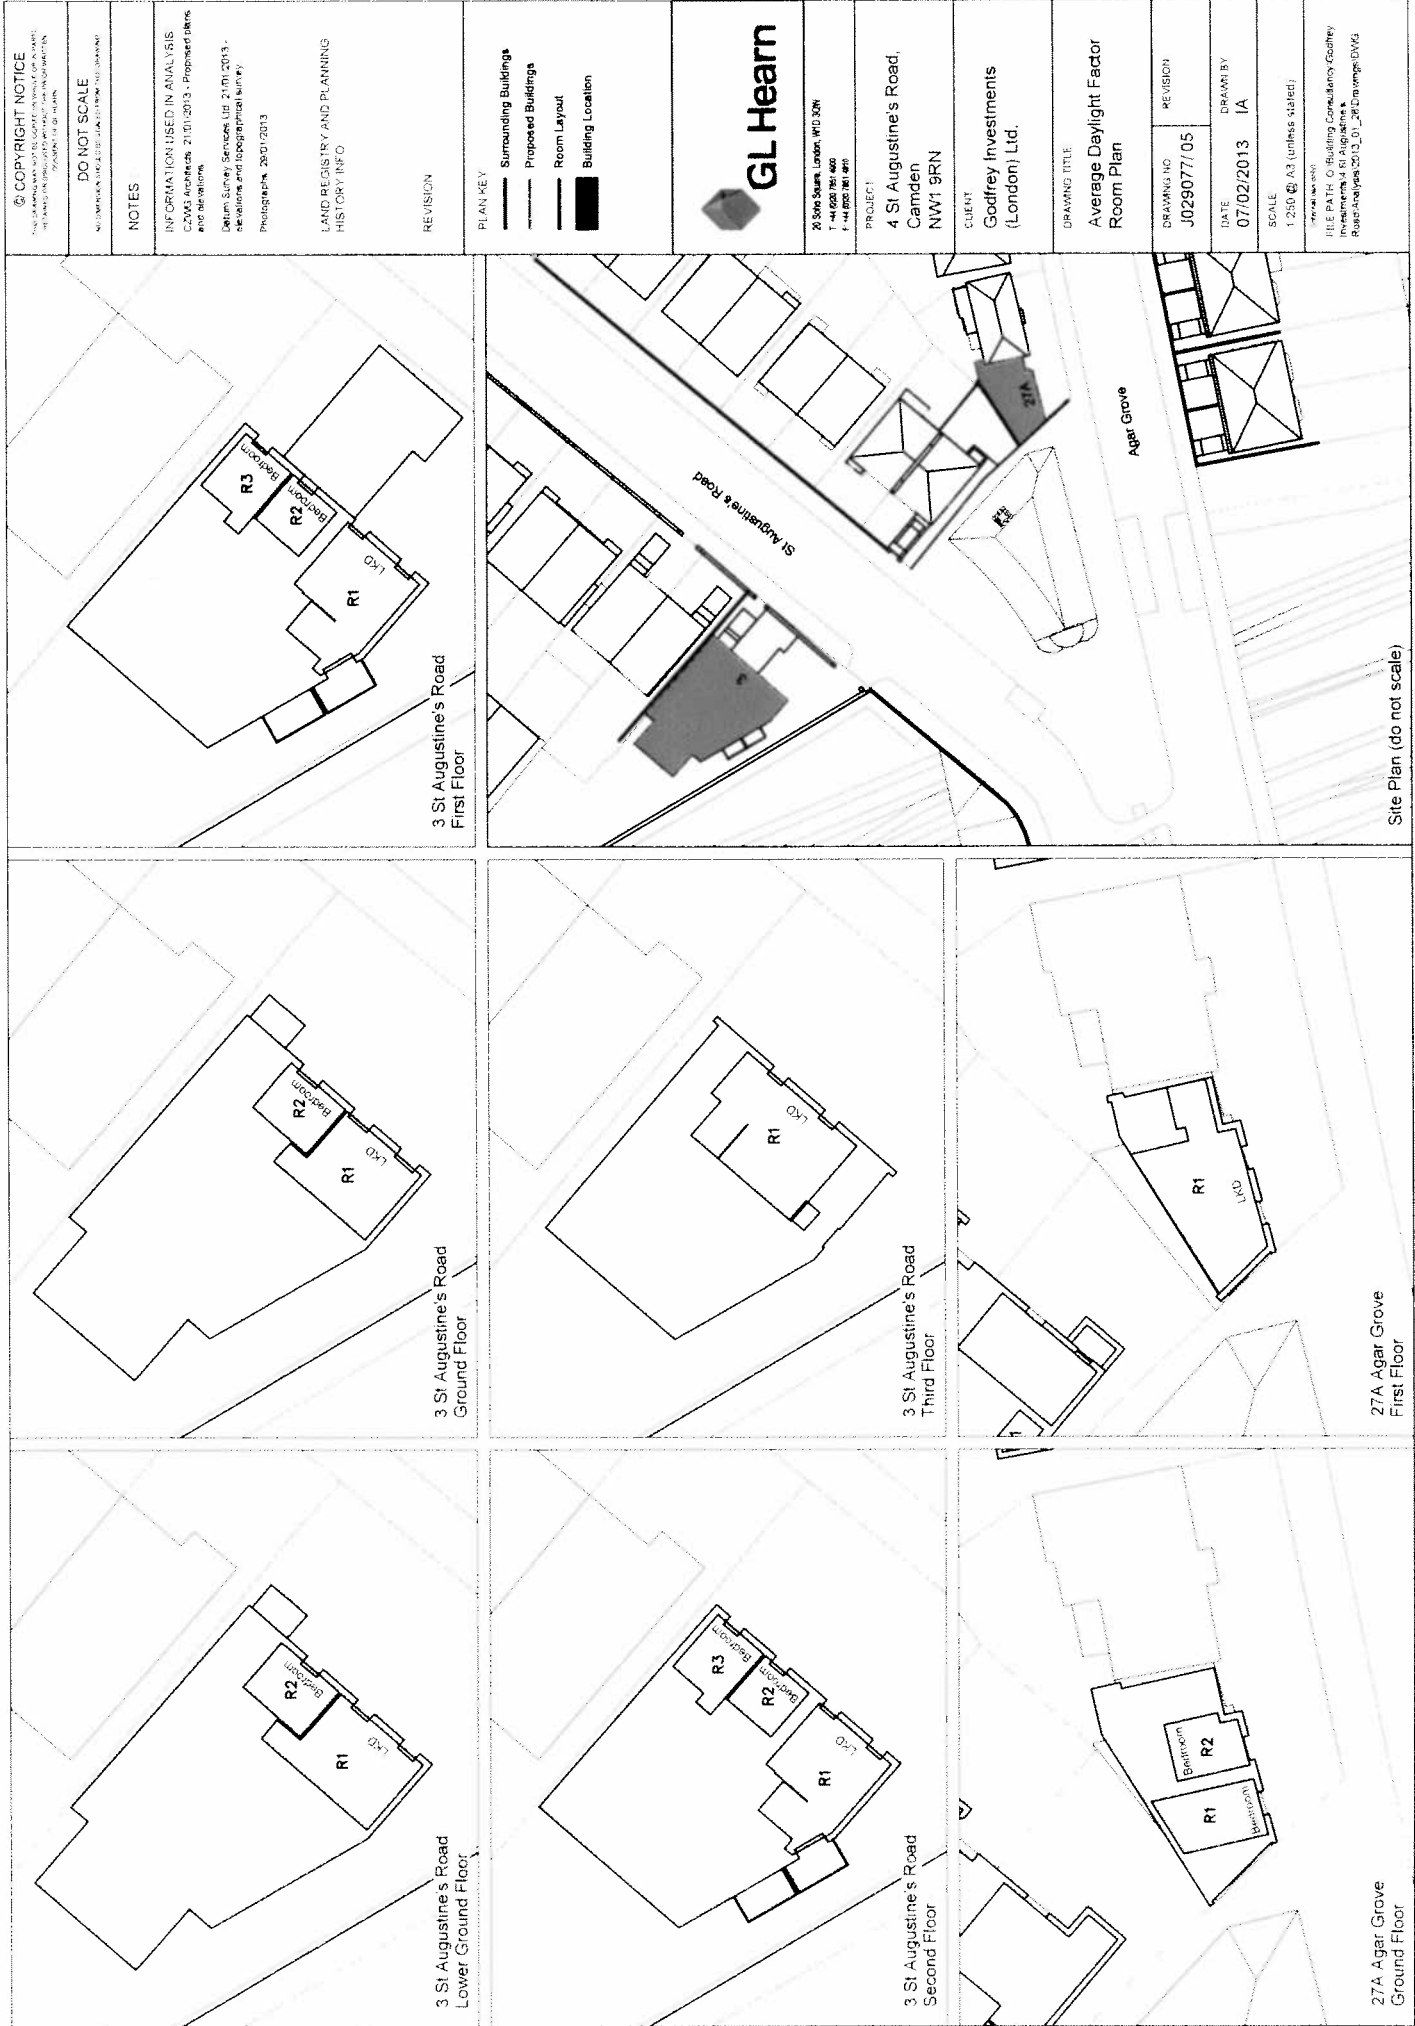 3 St Augustine's Road
Lower Ground Floor
R1
LKD
R2
Bedroom
3 St Augustine's Road
Ground Floor
R1
LKD
R2
Bedroom
3 St Augustine's Road
First Floor
R1
LKD
R2
Bedroom
R3
Bedroom
3 St Augustine's Road
Second Floor
R1
LKD
R2
Bedroom
R3
Bedroom
3 St Augustine's Road
Third Floor
R1
LKD
27A Agar Grove
Ground Floor
R1
Bedroom
R2
Bedroom
27A Agar Grove
First Floor
R1
LKD
St Augustine's Road
Agar Grove
27A
Site Plan (do not scale)
© COPYRIGHT NOTICE
DO NOT SCALE
NOTES
INFORMATION USED IN ANALYSIS
CZWG Architects 21/01/2013 - Proposed plans
and elevations
Datum Survey Services Ltd 21/01/2013 -
elevations and topographical survey
Photographs 29/01/2013
LAND REGISTRY AND PLANNING
HISTORY INFO
REVISION
PLAN KEY
Surrounding Buildings
Proposed Buildings
Room Layout
Building Location
GL Hearn
20 Soho Square, London, W1D 3QW
PROJECT
4 St Augustine's Road,
Camden
NW1 9RN
CLIENT
Godfrey Investments
(London) Ltd.
DRAWING TITLE
Average Daylight Factor
Room Plan
DRAWING NO
REVISION
J029077/05
DATE
DRAWN BY
07/02/2013
IA
SCALE
1:250 @ A3 (unless stated)